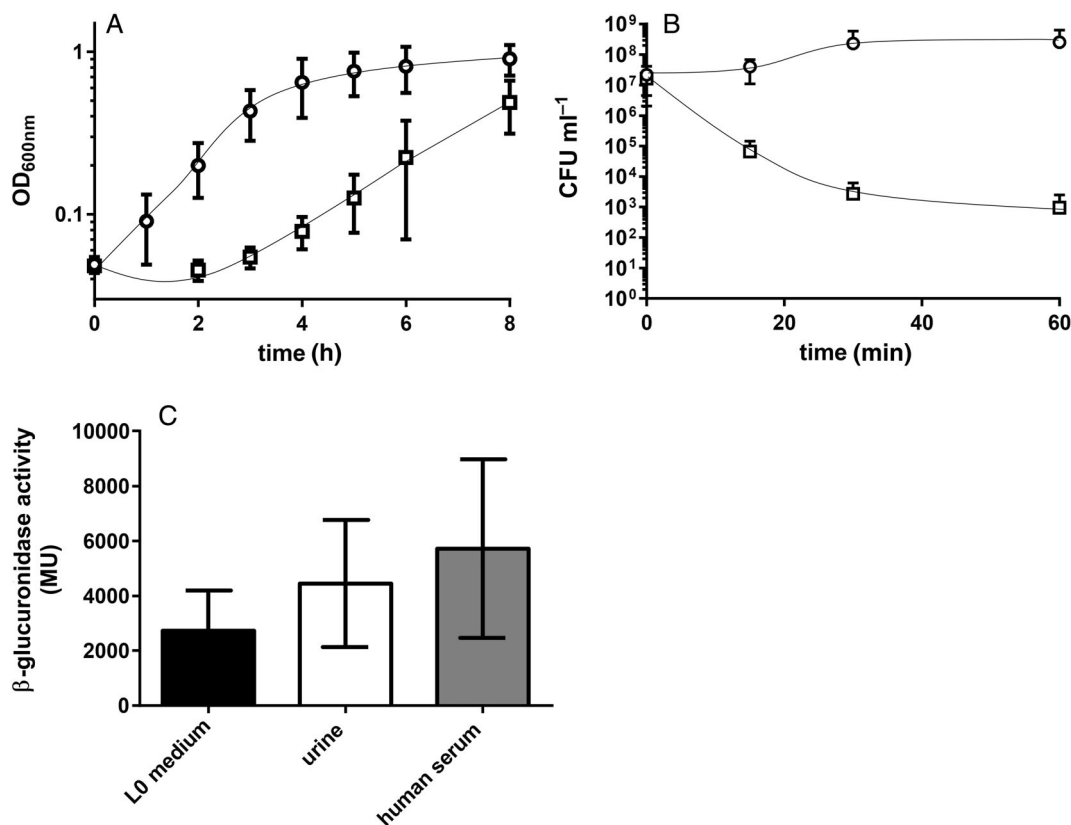 A
OD600nm
1
0.1
0 2 4 6 8
time (h)
B
CFU ml⁻¹
10⁹
10⁸
10⁷
10⁶
10⁵
10⁴
10³
10²
10¹
10⁰
0 20 40 60
time (min)
C
β-glucuronidase activity
(MU)
10000
8000
6000
4000
2000
0
L0 medium
urine
human serum